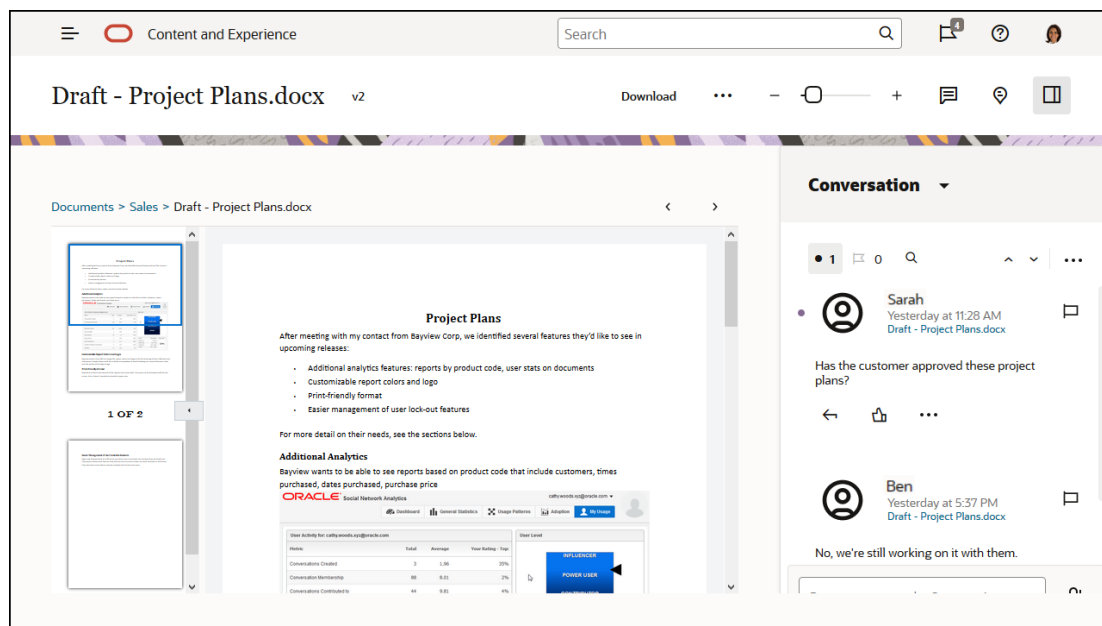 Content and Experience
Search
4
Draft - Project Plans.docx v2
Download
Conversation
Documents > Sales > Draft - Project Plans.docx
1 OF 2
Project Plans
After meeting with my contact from Bayview Corp, we identified several features they'd like to see in
upcoming releases:
Additional analytics features: reports by product code, user stats on documents
Customizable report colors and logo
Print-friendly format
Easier management of user lock-out features
For more detail on their needs, see the sections below.
Additional Analytics
Bayview wants to be able to see reports based on product code that include customers, times
purchased, dates purchased, purchase price
ORACLE Social Network Analytics
cathy.woods.xyz@oracle.com
Dashboard General Statistics Usage Patterns Adoption My Usage
User Activity for: cathy.woods.xyz@oracle.com
User Level
Metric Total Average Your Rating - Top:
Conversations Created 3 1.96 35%
Conversation Membership 98 9.01 2%
Conversations Contributed to 44 9.81 4%
INFLUENCER
POWER USER
1 0
Sarah
Yesterday at 11:28 AM
Draft - Project Plans.docx
Has the customer approved these project
plans?
Ben
Yesterday at 5:37 PM
Draft - Project Plans.docx
No, we're still working on it with them.